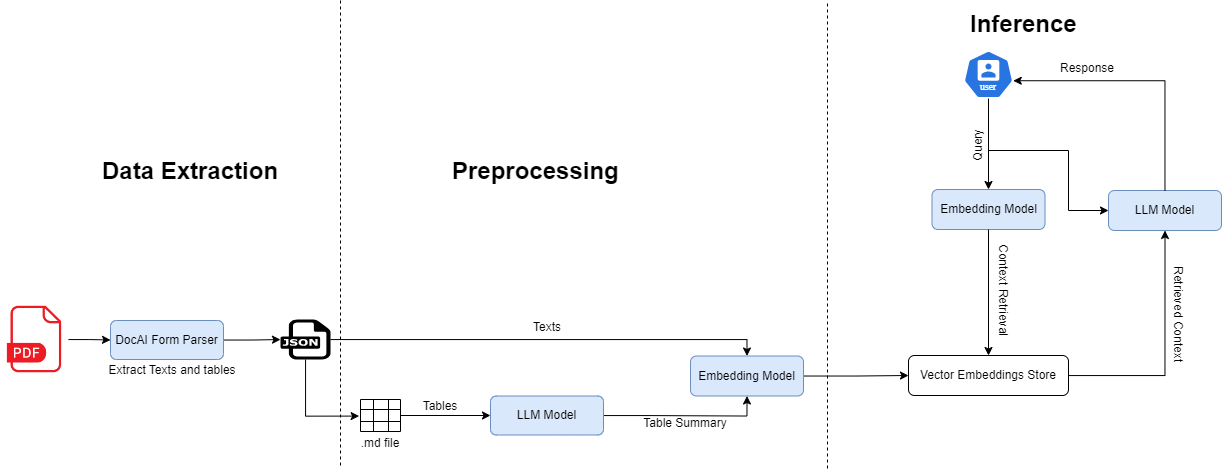 Inference
Response
user
Query
Data Extraction
Preprocessing
Embedding Model
LLM Model
Context Retrieval
Retrieved Context
PDF
DocAI Form Parser
Extract Texts and tables
JSON
Texts
Embedding Model
Vector Embeddings Store
Tables
LLM Model
Table Summary
.md file